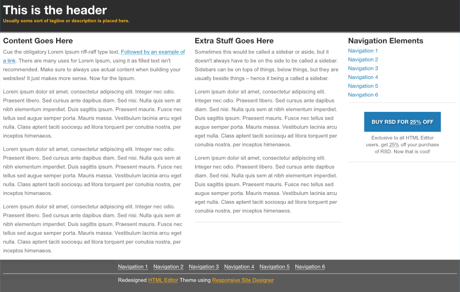 This is the header
Usually some sort of tagline or description is placed here.
Content Goes Here
Cue the obligatory Lorem ipsum riff-raff type text. Followed by an example of
a link. There are many uses for Lorem ipsum, using it as filled text isn't
recommended. Make sure to always use actual content when building your
websites! It just makes more sense. Now for the lipsum.
Lorem ipsum dolor sit amet, consectetur adipiscing elit. Integer
Praesent libero. Sed cursus ante dapibus diam. Sed nisi. Nulla quis sem at
nibh elementum imperdiet. Duis sagittis ipsum. Praesent mauris. Fusce nec
tellus sed augue semper porta. Mauris massa. Vestibulum lacinia arcu eget
nulla. Class aptent taciti sociosqu ad litora torquent per conubia nostra, per
inceptos himenaeos.
Lorem ipsum dolor sit amet, consectetur adipiscing elit. Integer nec odio.
Praesent libero. Sed cursus ante dapibus diam. Sed nisi. Nulla quis sem at
nibh elementum imperdiet. Duis sagittis ipsum. Praesent mauris. Fusce nec
tellus sed augue semper porta. Mauris massa. Vestibulum lacinia arcu eget
nulla. Class aptent taciti sociosqu ad litora torquent per conubia nostra, per
inceptos himenaeos.
Lorem ipsum dolor sit amet, consectetur adipiscing elit. Integer nec odio.
Praesent libero. Sed cursus ante dapibus diam. Sed nisi. Nulla quis sem at
nibh elementum imperdiet. Duis sagittis ipsum. Praesent mauris. Fusce nec
tellus sed augue semper porta. Mauris massa. Vestibulum lacinia arcu eget
nulla. Class aptent taciti sociosqu ad litora torquent per conubia nostra, per
inceptos himenaeos.
Extra Stuff Goes Here
Sometimes this would be called a sidebar or aside, but it
doesn't always have to be on the side to be called a sidebar.
Sidebars can be on tops of things, below things, but they are
usually beside things – hence it being a called a sidebar.
Lorem ipsum dolor sit amet, consectetur adipiscing elit.
Integer nec odio. Praesent libero. Sed cursus ante dapibus
diam. Sed nisi. Nulla quis sem at nibh elementum imperdiet.
Duis sagittis ipsum. Praesent mauris. Fusce nec tellus sed
augue semper porta. Mauris massa. Vestibulum lacinia arcu
eget nulla. Class aptent taciti sociosqu ad litora torquent per
conubia nostra, per inceptos himenaeos.
Lorem ipsum dolor sit amet, consectetur adipiscing elit.
Integer nec odio. Praesent libero. Sed cursus ante dapibus
diam. Sed nisi. Nulla quis sem at nibh elementum imperdiet.
Duis sagittis ipsum. Praesent mauris. Fusce nec tellus sed
augue semper porta. Mauris massa. Vestibulum lacinia arcu
eget nulla. Class aptent taciti sociosqu ad litora torquent per
conubia nostra, per inceptos himenaeos.
Navigation Elements
Navigation 1
Navigation 2
Navigation 3
Navigation 4
Navigation 5
Navigation 6
BUY RSD FOR 25% OFF
Exclusive to all HTML Editor
users, get 25% off your purchase
of RSD. Now that is cool!
Navigation 1 Navigation 2 Navigation 3 Navigation 4 Navigation 5 Navigation 6
Redesigned HTML Editor Theme using Responsive Site Designer